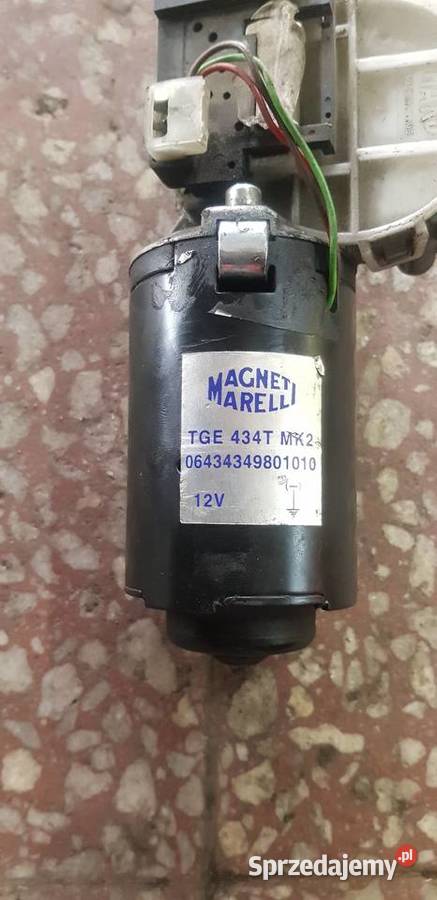 MAGNETI
MARELLI
TGE 434T MK2
06434349801010
12V
(-)
Sprzedajemy.pl